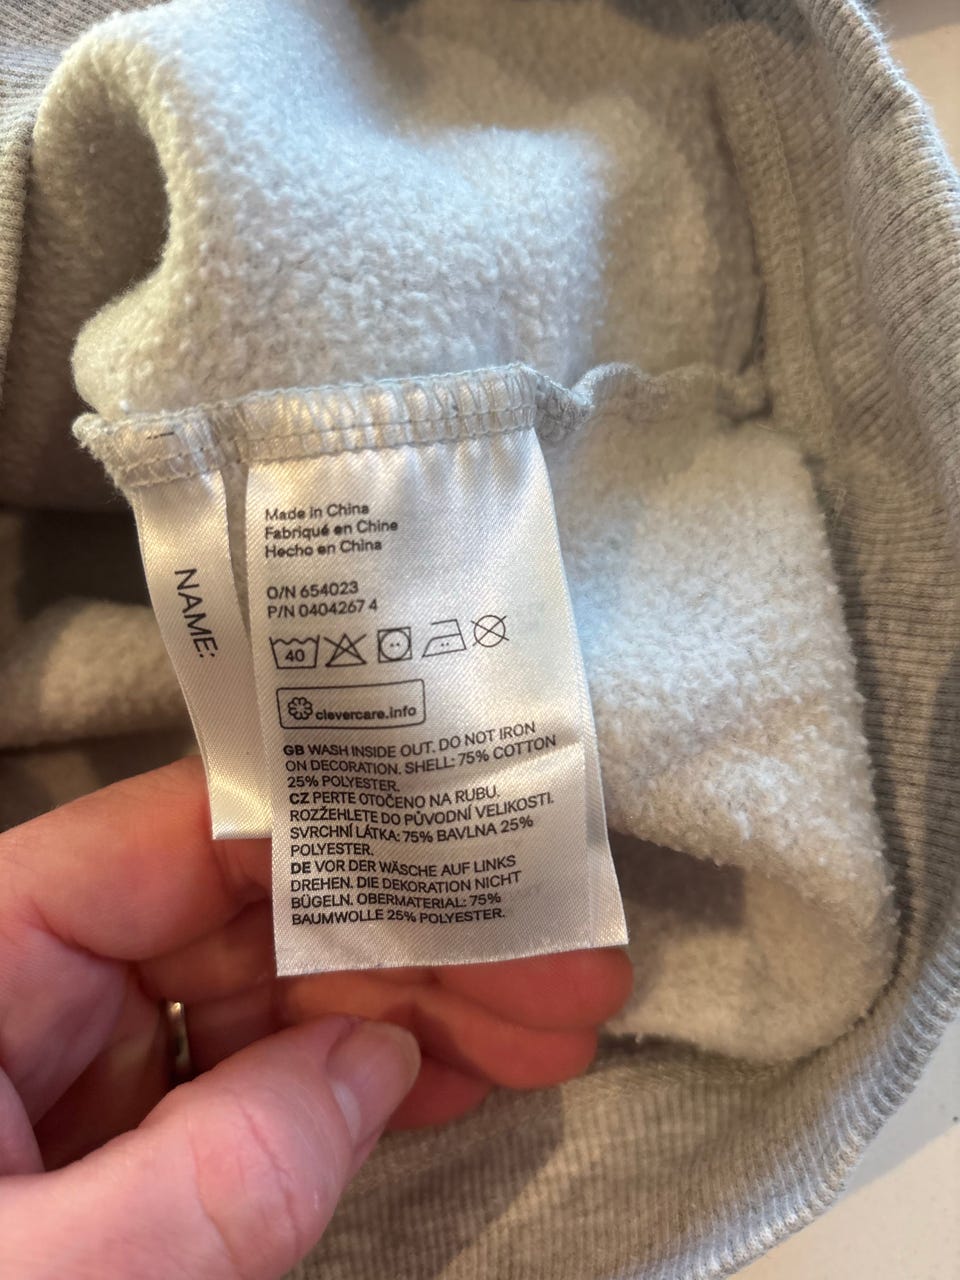 NAME:
Made in China
Fabriqué en Chine
Hecho en China
O/N 654023
P/N 0404267 4
40
clevercare.info
GB WASH INSIDE OUT. DO NOT IRON
ON DECORATION. SHELL: 75% COTTON
25% POLYESTER.
CZ PERTE OTOČENO NA RUBU.
ROZŽEHLETE DO PŮVODNÍ VELIKOSTI.
SVRCHNÍ LÁTKA: 75% BAVLNA 25%
POLYESTER.
DE VOR DER WÄSCHE AUF LINKS
DREHEN. DIE DEKORATION NICHT
BÜGELN. OBERMATERIAL: 75%
BAUMWOLLE 25% POLYESTER.